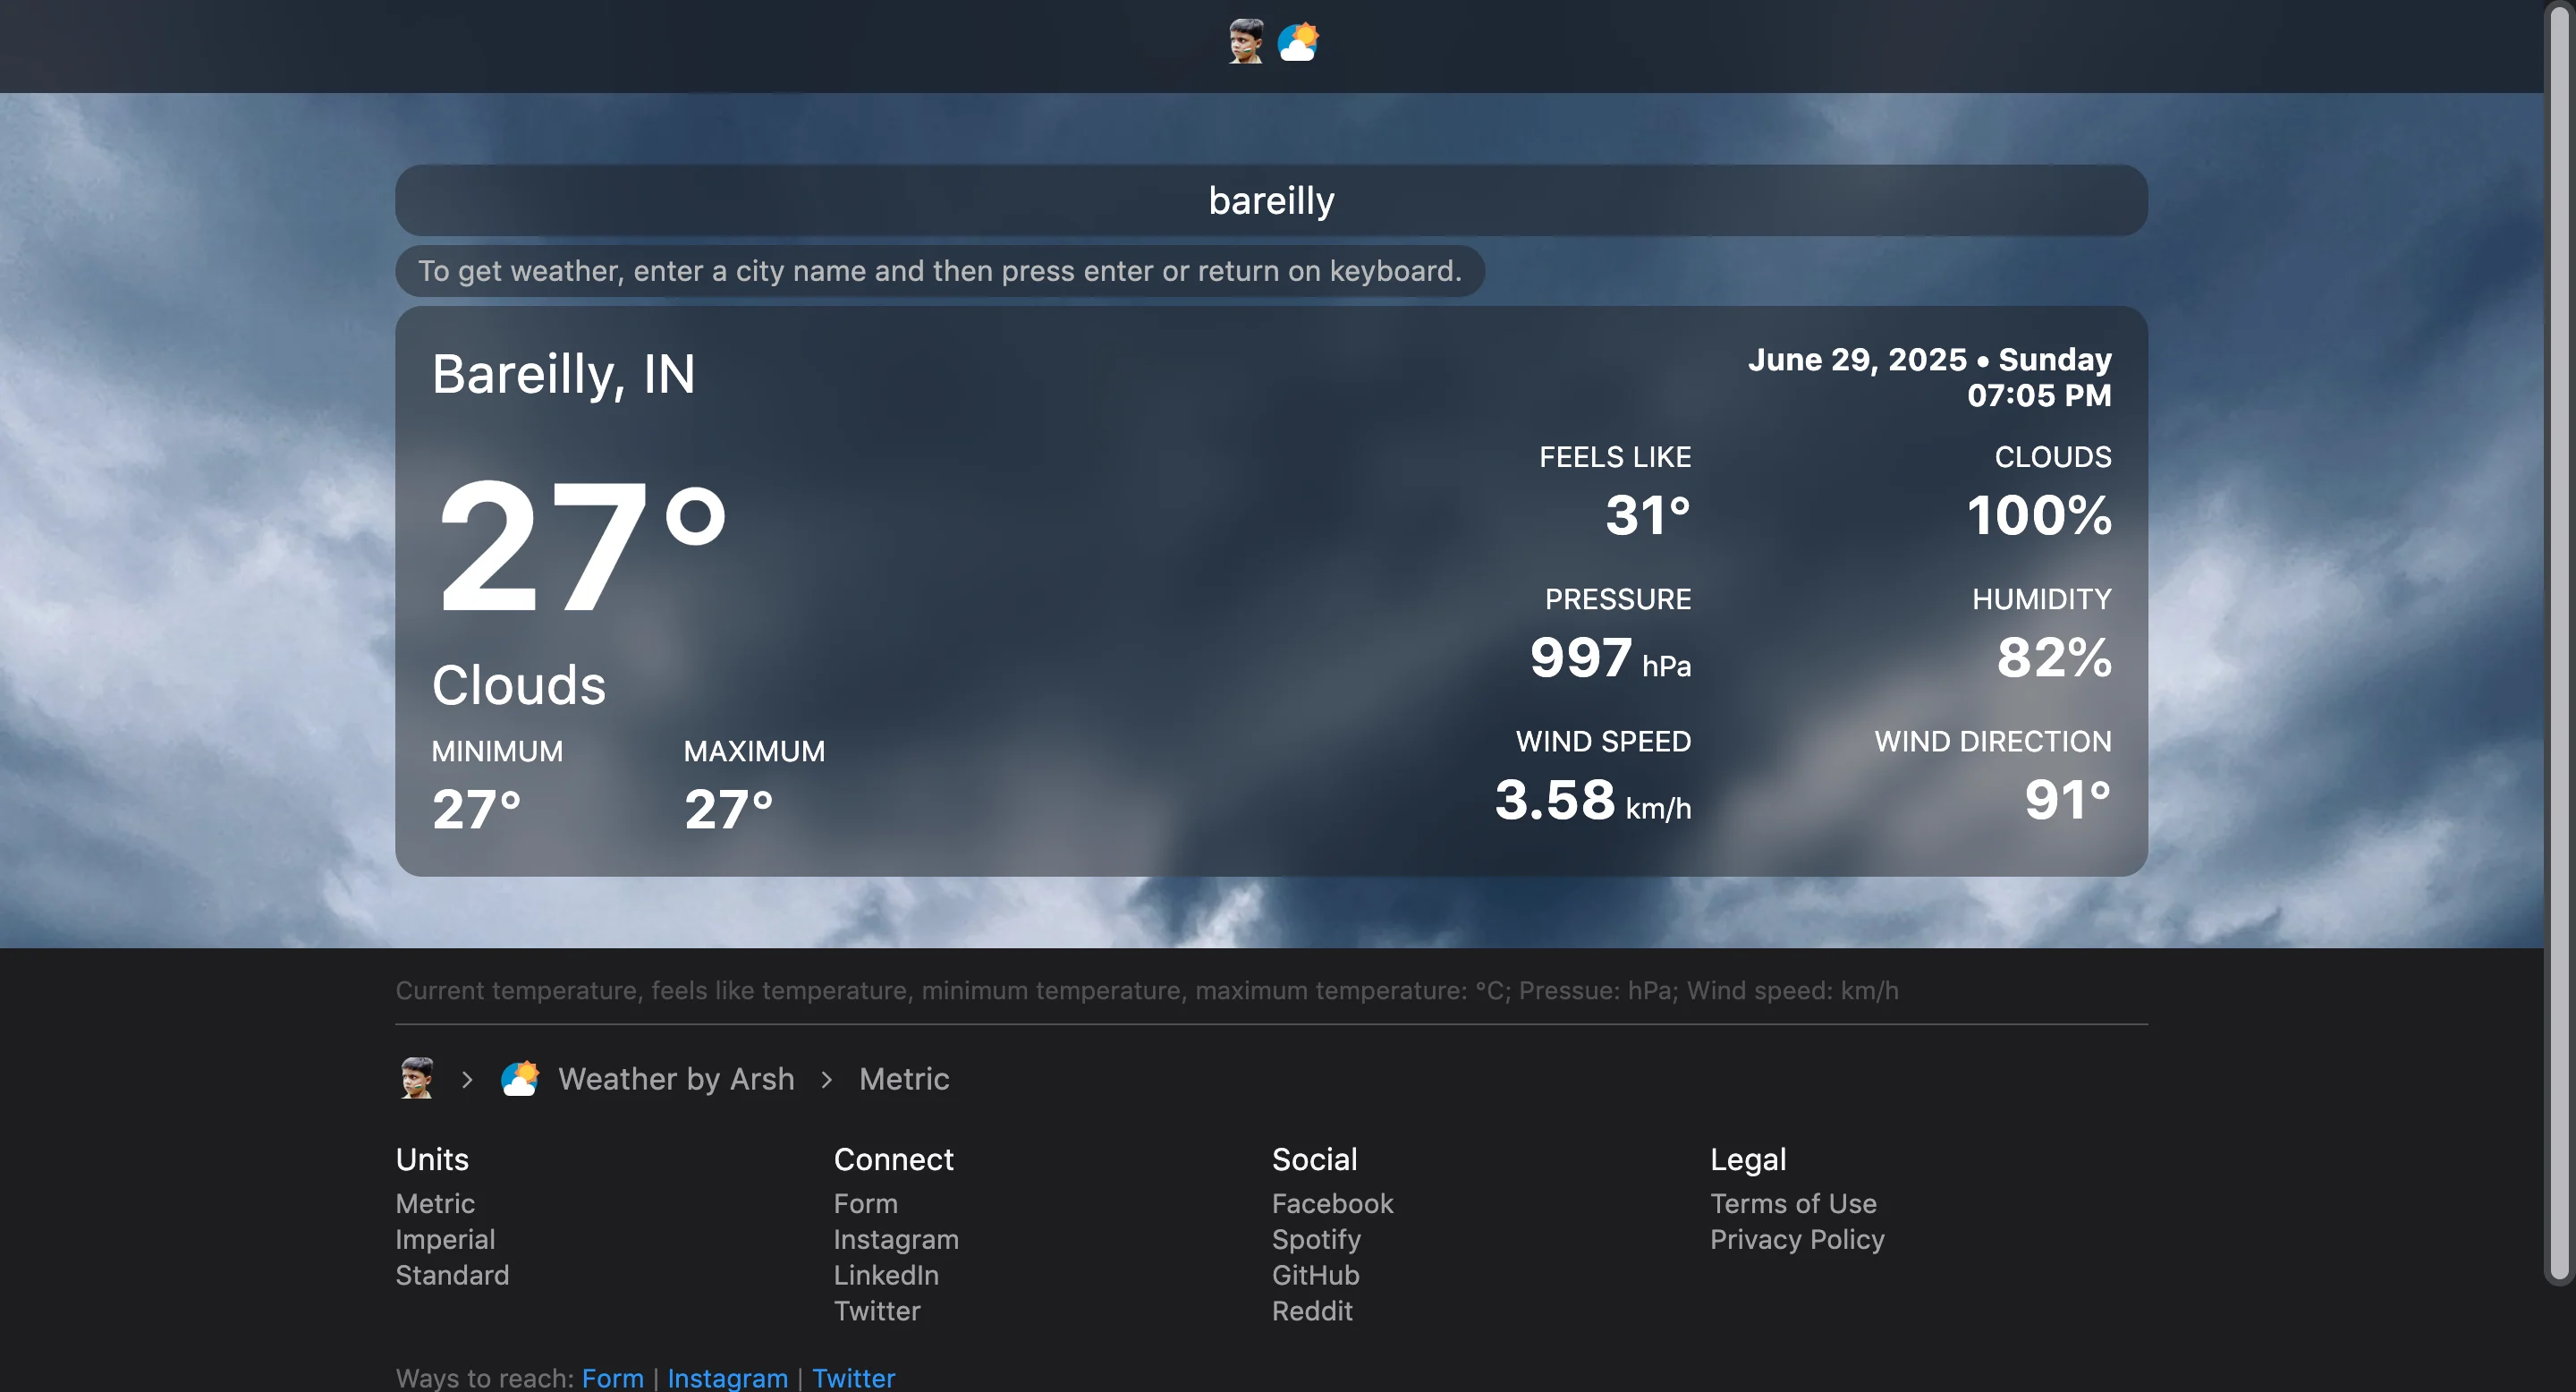 bareilly
To get weather, enter a city name and then press enter or return on keyboard.
Bareilly, IN
27°
Clouds
MINIMUM MAXIMUM
27° 27°
June 29, 2025 • Sunday
07:05 PM
FEELS LIKE CLOUDS
31° 100%
PRESSURE HUMIDITY
997 hPa 82%
WIND SPEED WIND DIRECTION
3.58 km/h 91°
Current temperature, feels like temperature, minimum temperature, maximum temperature: °C; Pressue: hPa; Wind speed: km/h
Weather by Arsh > Metric
Units
Metric
Imperial
Standard
Connect
Form
Instagram
LinkedIn
Twitter
Social
Facebook
Spotify
GitHub
Reddit
Legal
Terms of Use
Privacy Policy
Ways to reach: Form | Instagram | Twitter